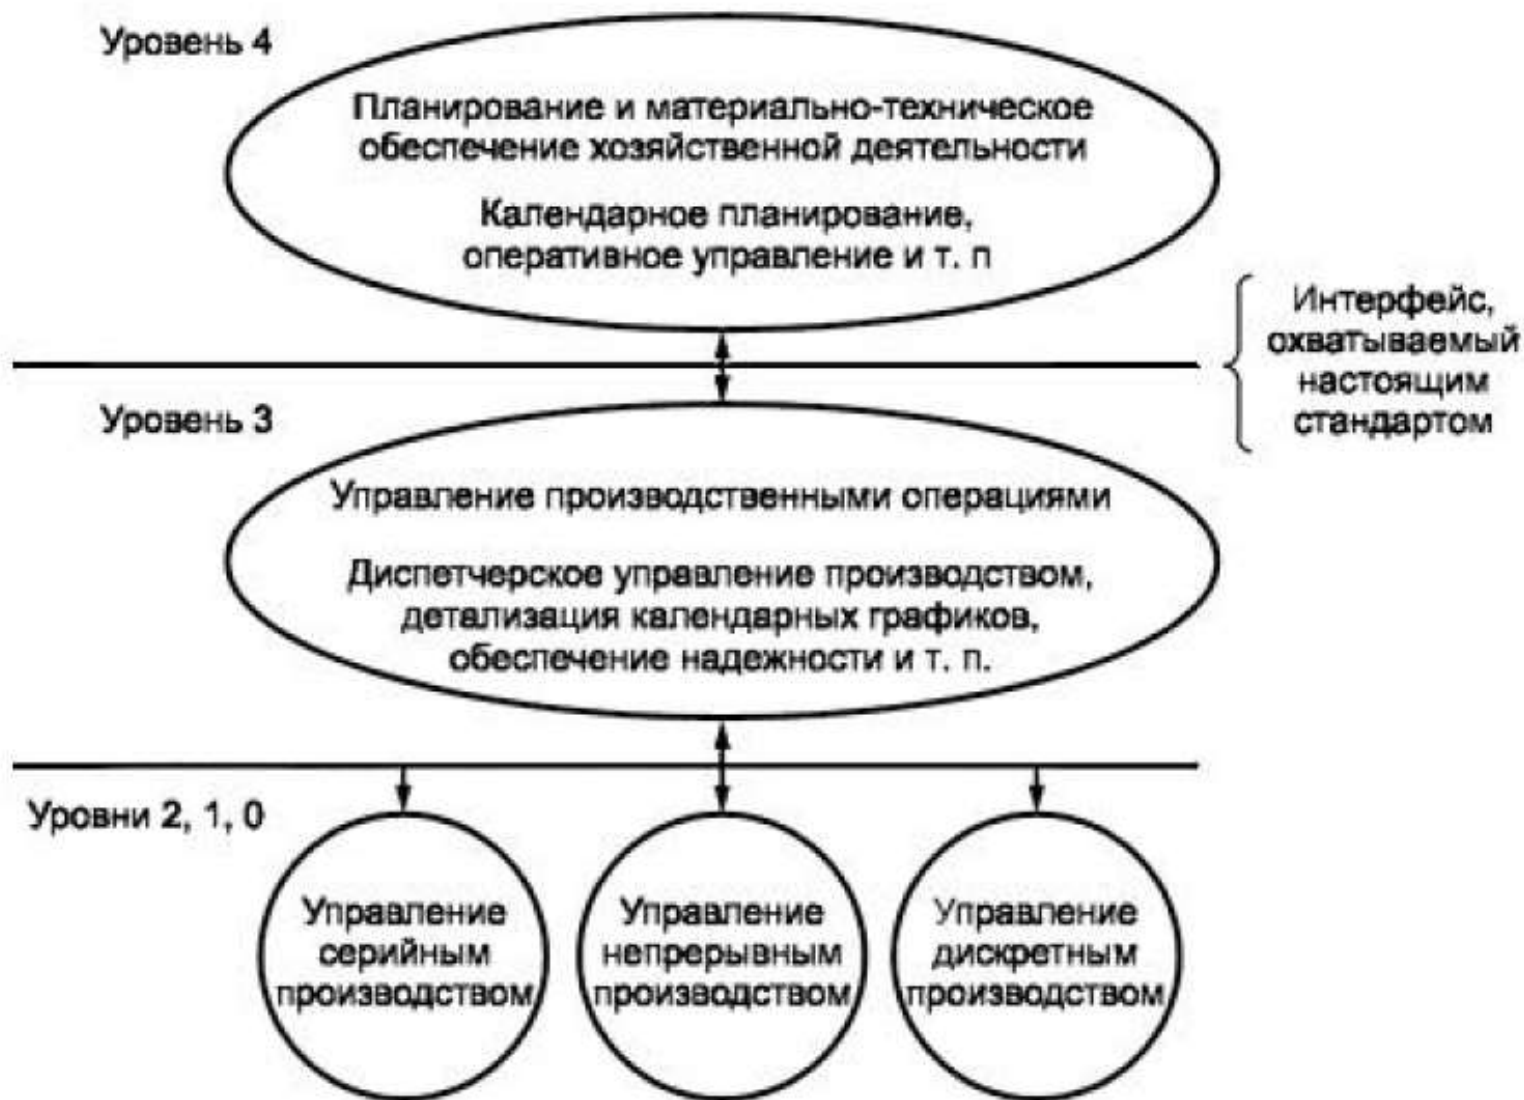 Уровень 4
Планирование и материально-техническое
обеспечение хозяйственной деятельности
Календарное планирование,
оперативное управление и т. п
Интерфейс,
охватываемый
настоящим
стандартом
Уровень 3
Управление производственными операциями
Диспетчерское управление производством,
детализация календарных графиков,
обеспечение надежности и т. п.
Уровни 2, 1, 0
Управление
серийным
производством
Управление
непрерывным
производством
Управление
дискретным
производством